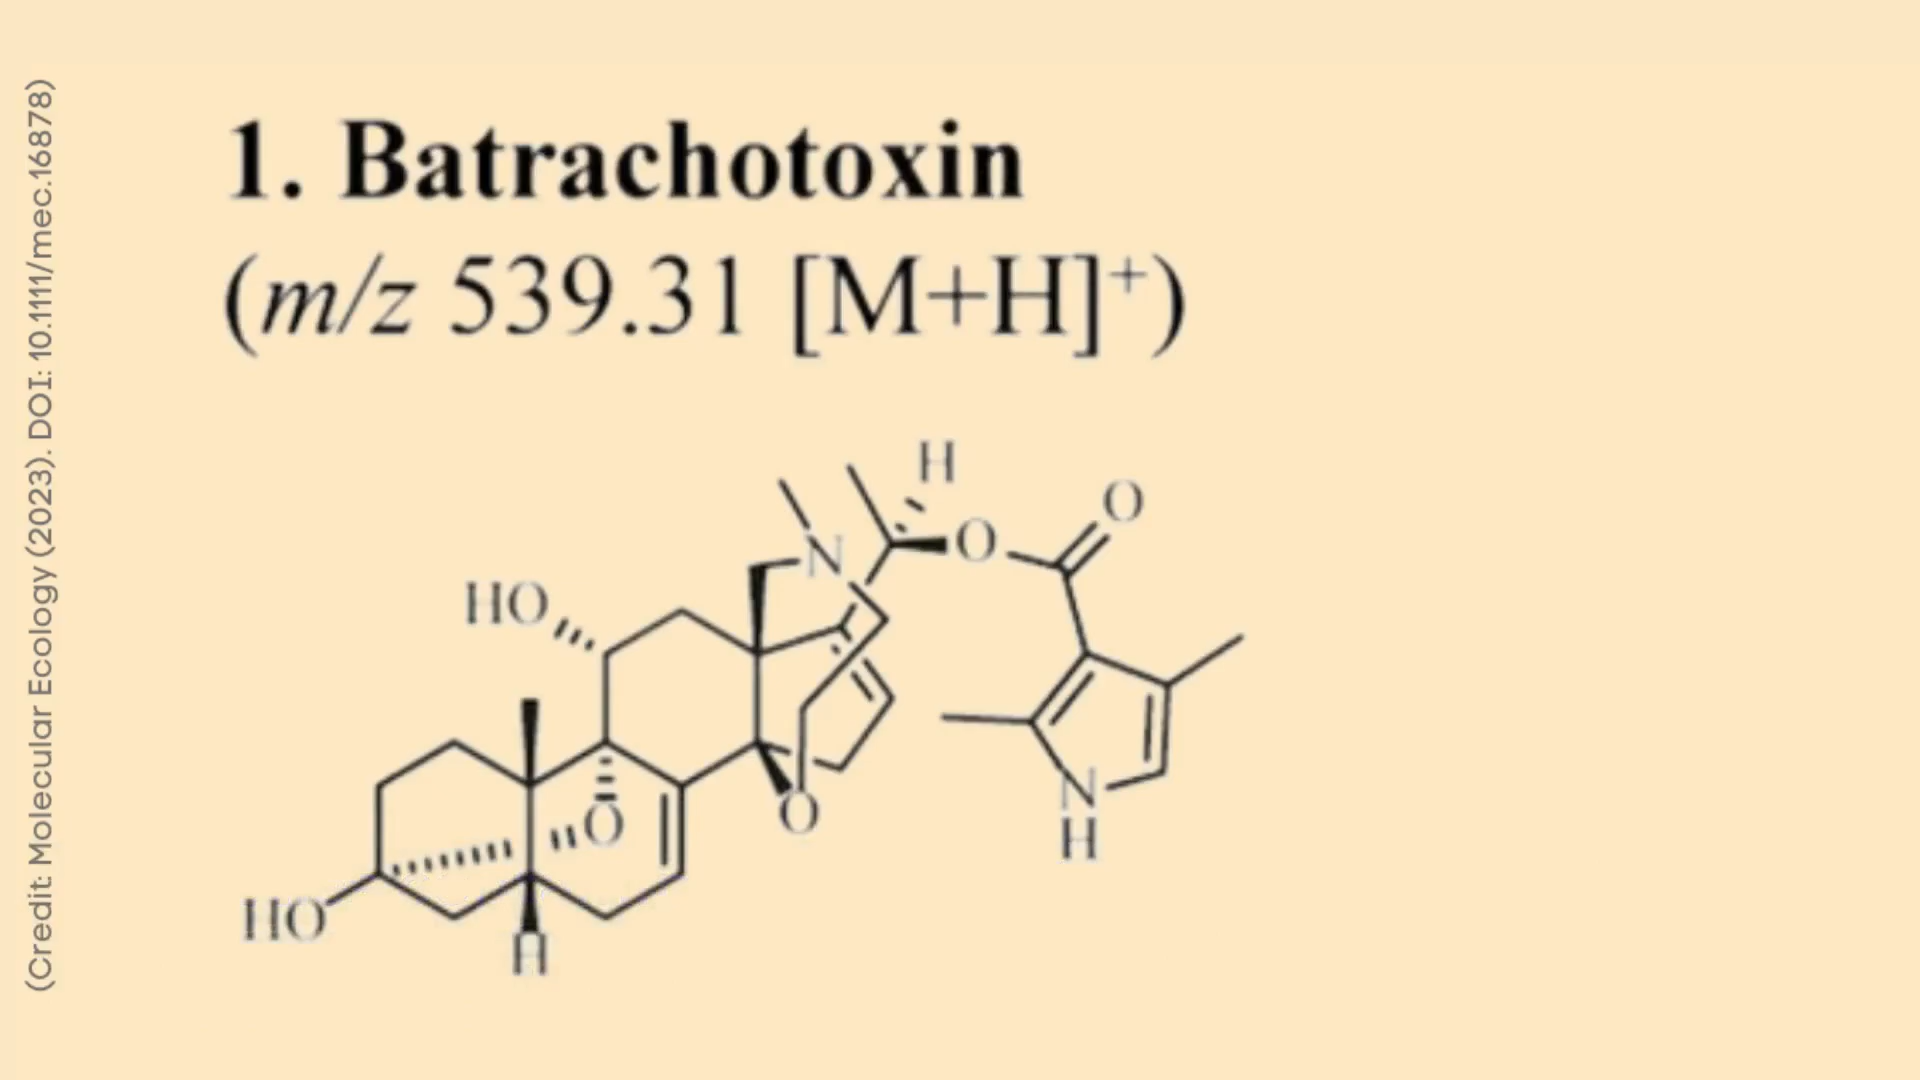 (Credit: Molecular Ecology (2023). DOI: 10.1111/mec.16878)
1. Batrachotoxin
(m/z 539.31 [M+H]⁺)
H
O
N
O
HO
O
O
N
H
HO
H